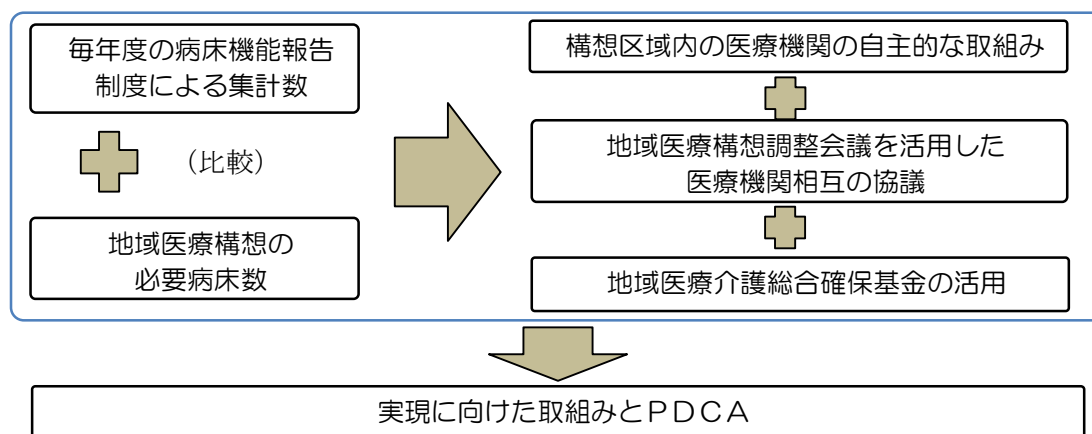 毎年度の病床機能報告
制度による集計数
（比較）
地域医療構想の
必要病床数
構想区域内の医療機関の自主的な取組み
地域医療構想調整会議を活用した
医療機関相互の協議
地域医療介護総合確保基金の活用
実現に向けた取組みとＰＤＣＡ